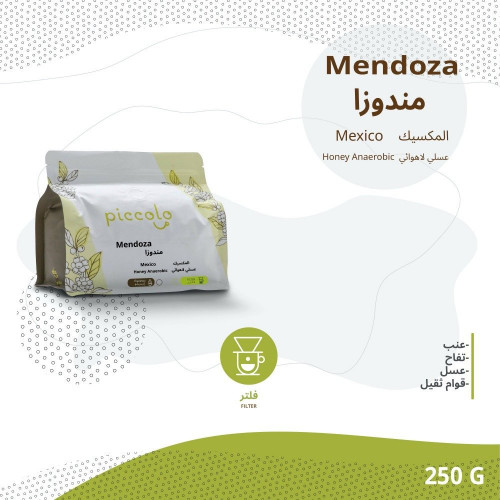 Mendoza
مندوزا
Mexico المكسيك
Honey Anaerobic عسلي لاهوائي
piccolo
Mendoza
مندوزا
Mexico المكسيك
Honey Anaerobic عسلي لاهوائي
فلتر
FILTER
-عنب
-تفاح
-عسل
-قوام ثقيل
250 G